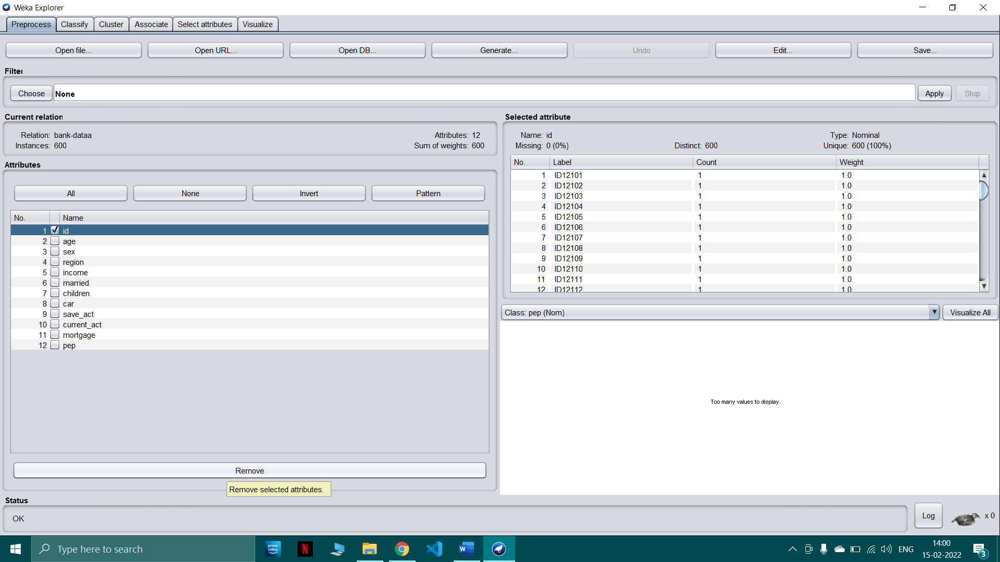 Weka Explorer
Preprocess Classify Cluster Associate Select attributes Visualize
Open file... Open URL... Open DB... Generate... Undo Edit... Save...
Filter
Choose None Apply Stop
Current relation
Relation: bank-dataa Attributes: 12
Instances: 600 Sum of weights: 600
Attributes
All None Invert Pattern
No. Name
1 id
2 age
3 sex
4 region
5 income
6 married
7 children
8 car
9 save_act
10 current_act
11 mortgage
12 pep
Remove
Remove selected attributes.
Selected attribute
Name: id Type: Nominal
Missing: 0 (0%) Distinct: 600 Unique: 600 (100%)
No. Label Count Weight
1 ID12101 1 1.0
2 ID12102 1 1.0
3 ID12103 1 1.0
4 ID12104 1 1.0
5 ID12105 1 1.0
6 ID12106 1 1.0
7 ID12107 1 1.0
8 ID12108 1 1.0
9 ID12109 1 1.0
10 ID12110 1 1.0
11 ID12111 1 1.0
12 ID12112 1 1.0
Class: pep (Nom) Visualize All
Too many values to display.
Status
OK
Log x 0
Type here to search
prime video
N
W
ENG
14:00
15-02-2022
3